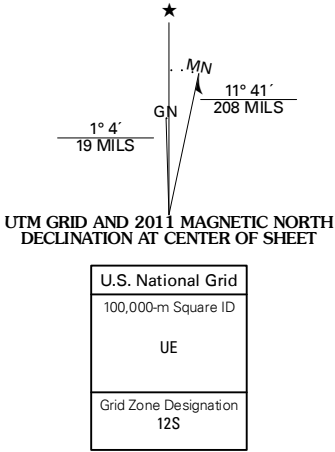 ★
MN
11° 41´
208 MILS
GN
1° 4´
19 MILS
UTM GRID AND 2011 MAGNETIC NORTH
DECLINATION AT CENTER OF SHEET
U.S. National Grid
100,000-m Square ID
UE
Grid Zone Designation
12S